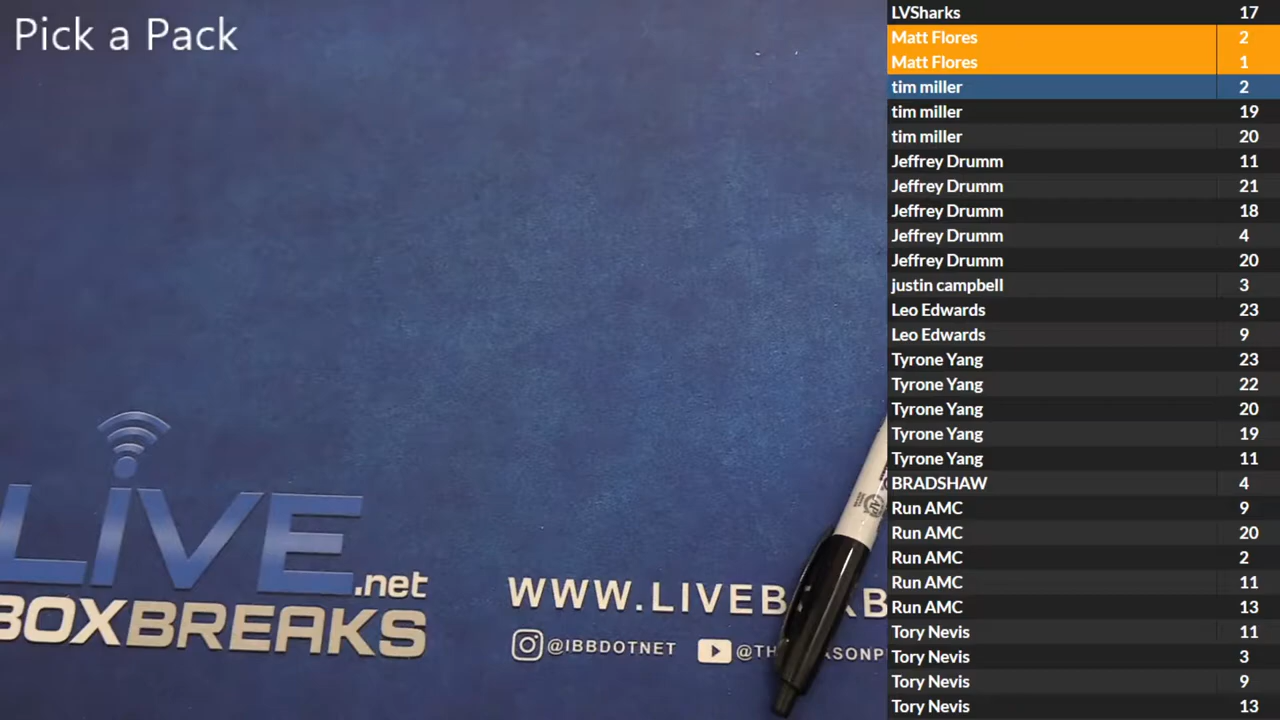 Pick a Pack
LVSharks 17
Matt Flores 2
Matt Flores 1
tim miller 2
tim miller 19
tim miller 20
Jeffrey Drumm 11
Jeffrey Drumm 21
Jeffrey Drumm 18
Jeffrey Drumm 4
Jeffrey Drumm 20
justin campbell 3
Leo Edwards 23
Leo Edwards 9
Tyrone Yang 23
Tyrone Yang 22
Tyrone Yang 20
Tyrone Yang 19
Tyrone Yang 11
BRADSHAW 4
Run AMC 9
Run AMC 20
Run AMC 2
Run AMC 11
Run AMC 13
Tory Nevis 11
Tory Nevis 3
Tory Nevis 9
Tory Nevis 13
LIVE.net
BOXBREAKS
@IBBDOTNET